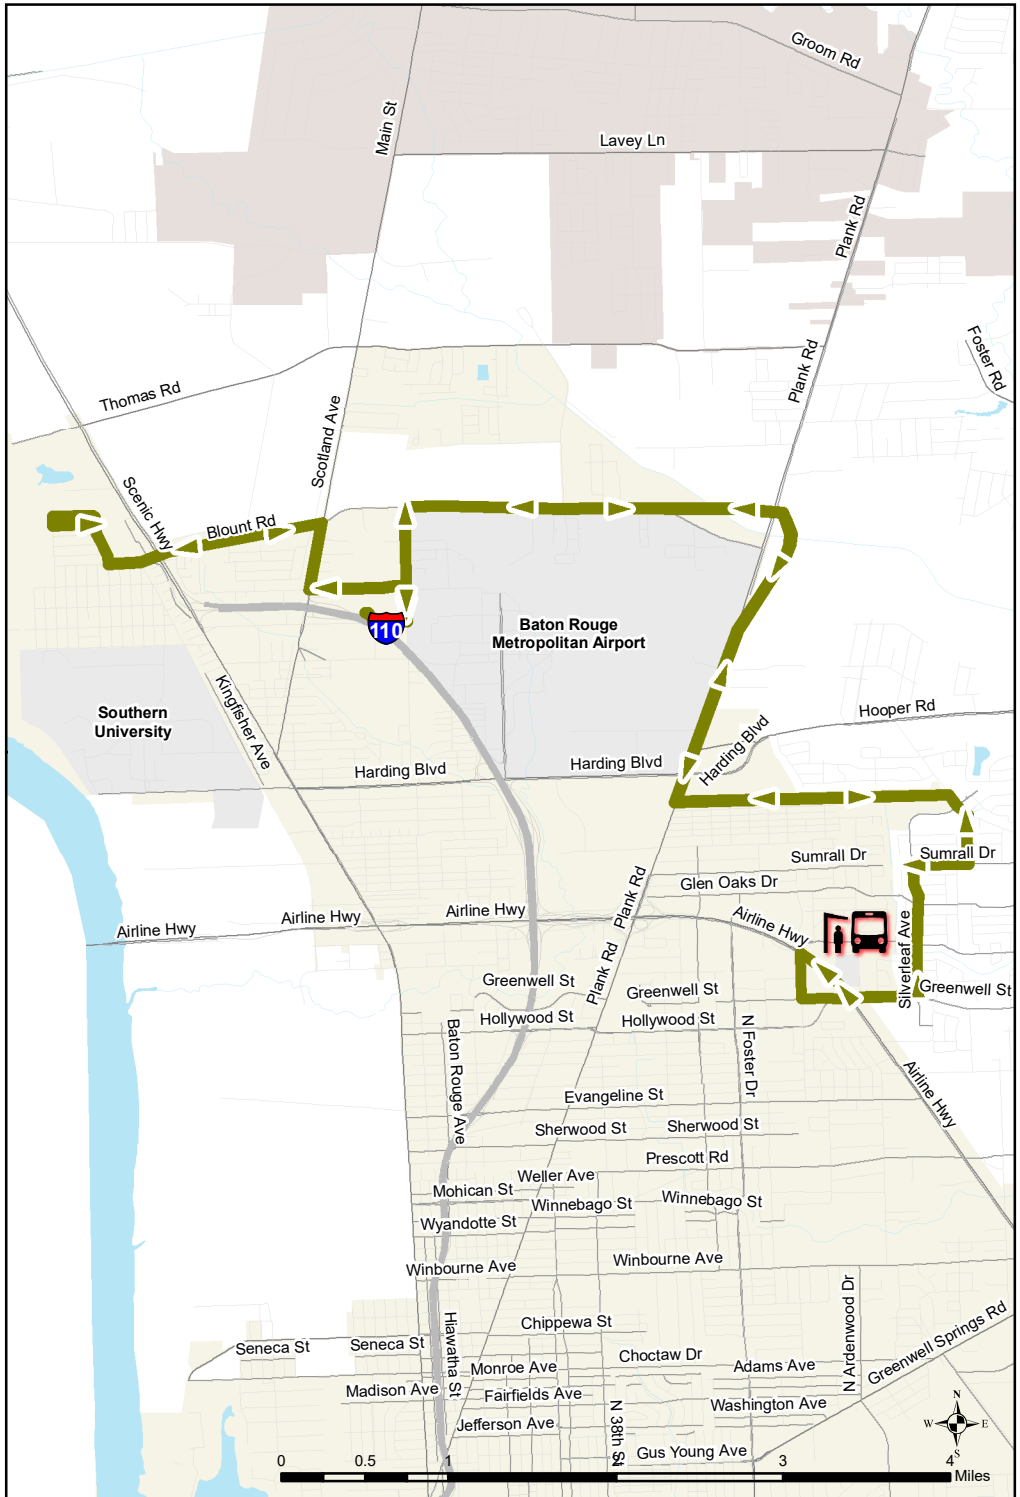 Groom Rd
Main St
Lavey Ln
Plank Rd
Foster Rd
Plank Rd
Thomas Rd
Scotland Ave
Scenic Hwy
Blount Rd
110
Baton Rouge
Metropolitan Airport
Kingfisher Ave
Southern
University
Hooper Rd
Harding Blvd
Harding Blvd
Harding Blvd
Sumrall Dr
Sumrall Dr
Glen Oaks Dr
Plank Rd
Airline Hwy
Airline Hwy
Airline Hwy
Airline Hwy
Silverleaf Ave
Plank Rd
Greenwell St
Greenwell St
Greenwell St
Hollywood St
Hollywood St
Baton Rouge Ave
N Foster Dr
Airline Hwy
Evangeline St
Sherwood St
Sherwood St
Prescott Rd
Weller Ave
Mohican St
Winnebago St
Winnebago St
Wyandotte St
Winbourne Ave
Winbourne Ave
Hiawatha St
N Ardenwood Dr
Greenwell Springs Rd
Chippewa St
Seneca St
Seneca St
Choctaw Dr
Monroe Ave
Adams Ave
Madison Ave
Fairfields Ave
Washington Ave
Jefferson Ave
N 38th St
Gus Young Ave
N
W
E
S
0
0.5
1
2
3
4
Miles